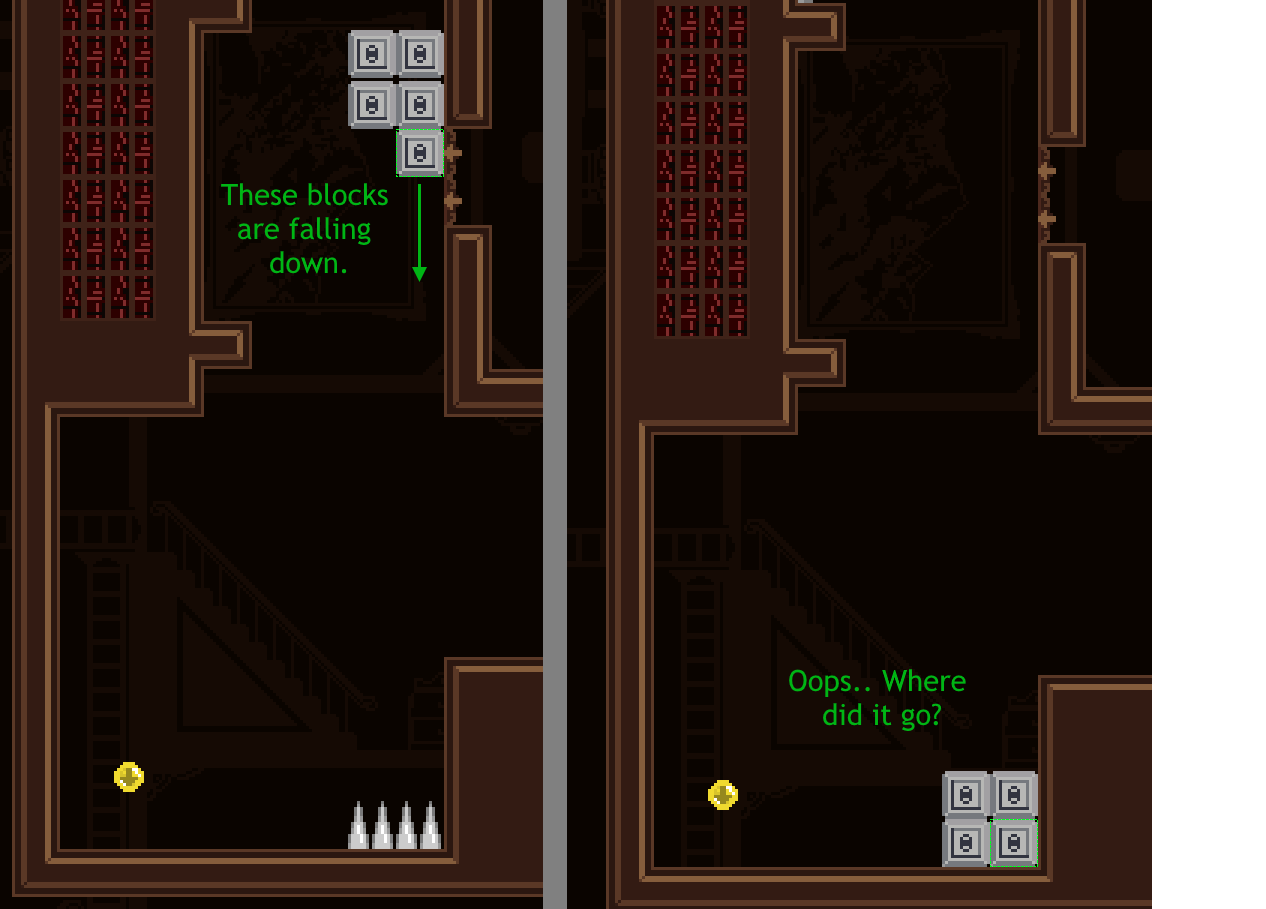 These blocks
are falling
down.
Oops.. Where
did it go?